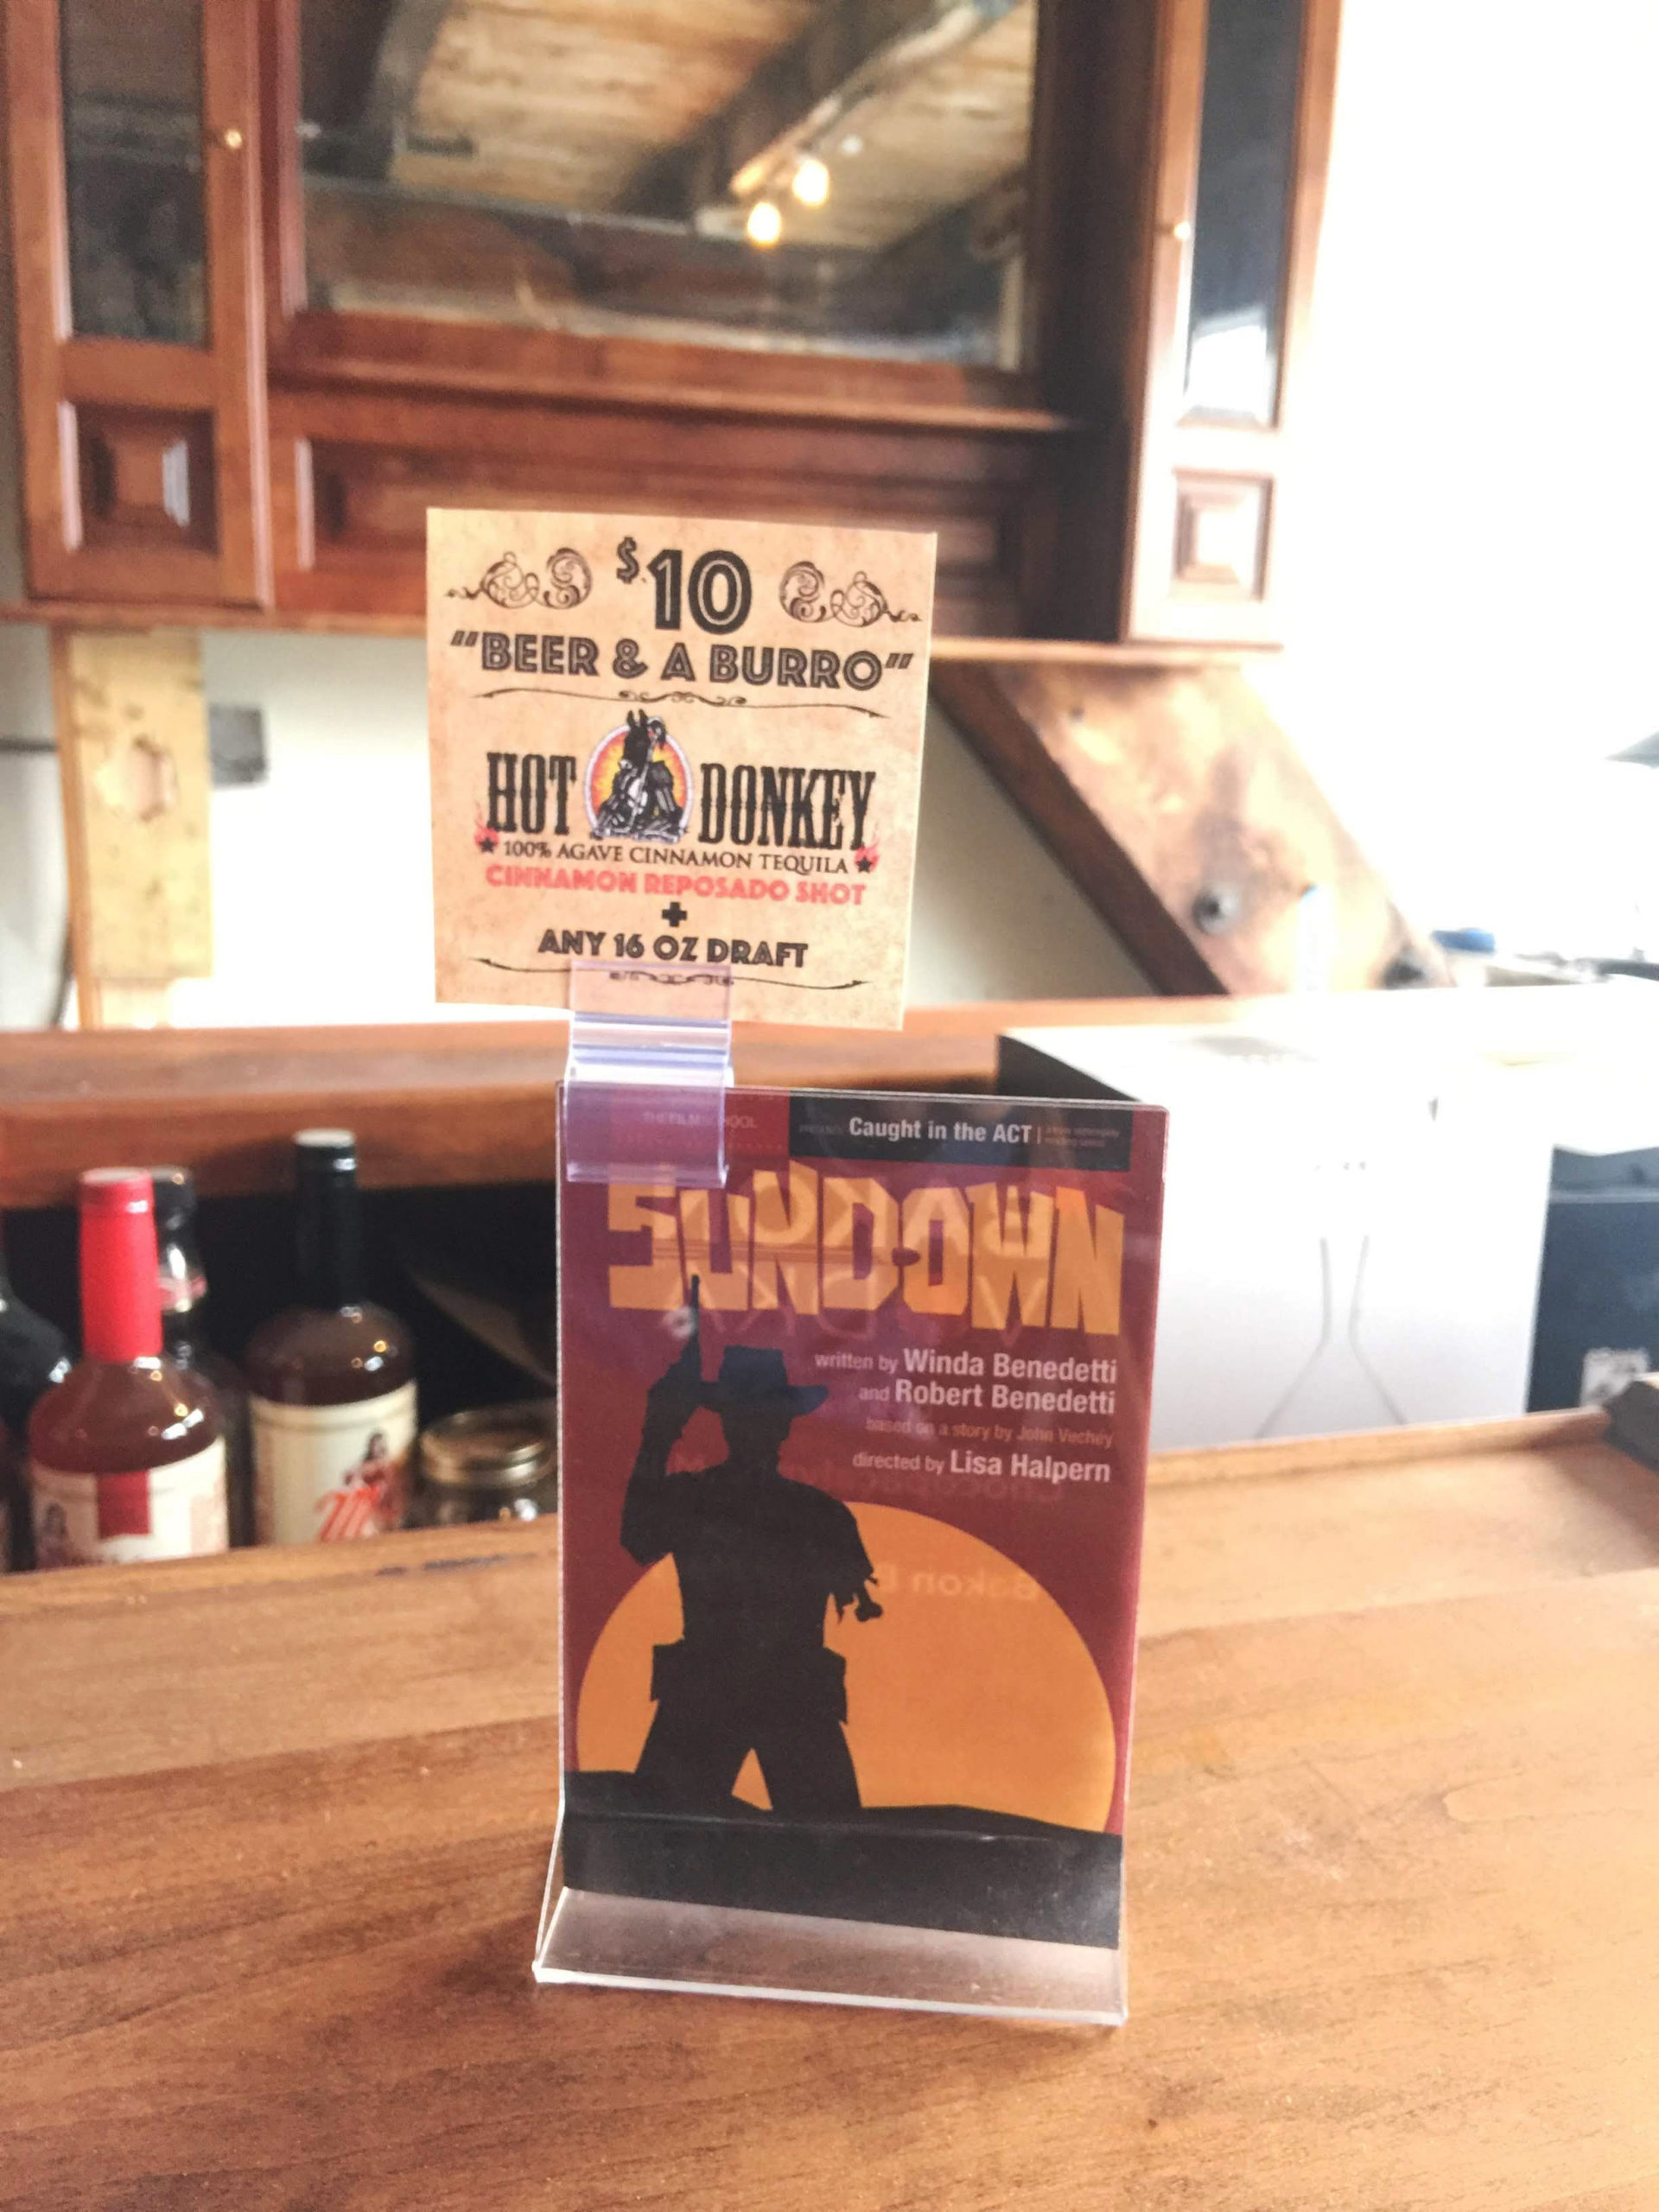 $10
"BEER & A BURRO"
HOT DONKEY
100% AGAVE CINNAMON TEQUILA
CINNAMON REPOSADO SHOT
+
ANY 16 OZ DRAFT
THEFILMSCHOOL
Caught in the ACT |
SUNDOWN
written by Winda Benedetti
and Robert Benedetti
based on a story by John Vechey
directed by Lisa Halpern